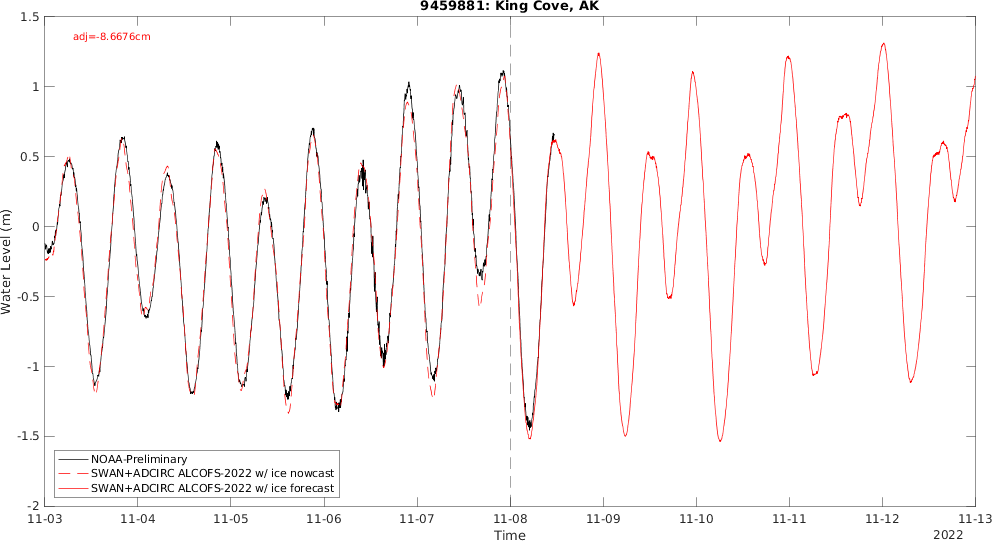 9459881: King Cove, AK
adj=-8.6676cm
1.5
1
0.5
0
-0.5
-1
-1.5
-2
Water Level (m)
NOAA-Preliminary
SWAN+ADCIRC ALCOFS-2022 w/ ice nowcast
SWAN+ADCIRC ALCOFS-2022 w/ ice forecast
11-03 11-04 11-05 11-06 11-07 11-08 11-09 11-10 11-11 11-12 11-13
Time
2022